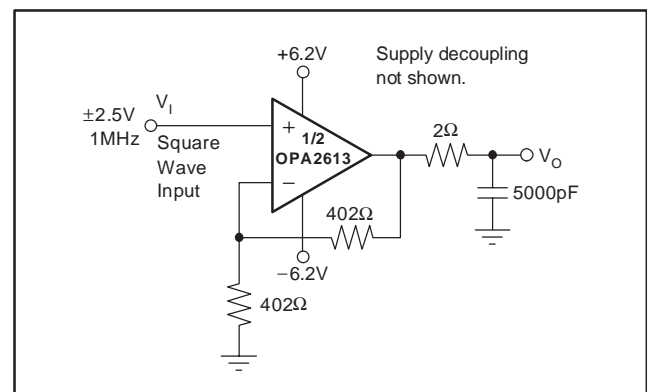 +6.2V
Supply decoupling
not shown.
±2.5V
1MHz
V_I
Square
Wave
Input
+
1/2
OPA2613
−
2Ω
V_O
5000pF
402Ω
−6.2V
402Ω